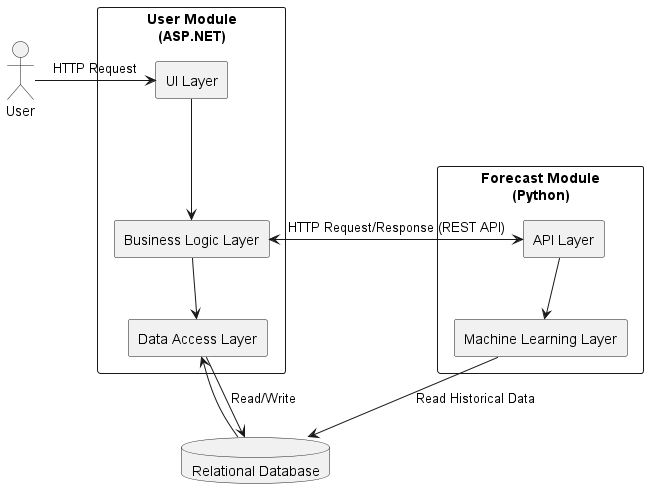 User Module
(ASP.NET)
HTTP Request
UI Layer
User
Forecast Module
(Python)
Business Logic Layer
HTTP Request/Response (REST API)
API Layer
Data Access Layer
Machine Learning Layer
Read/Write
Read Historical Data
Relational Database